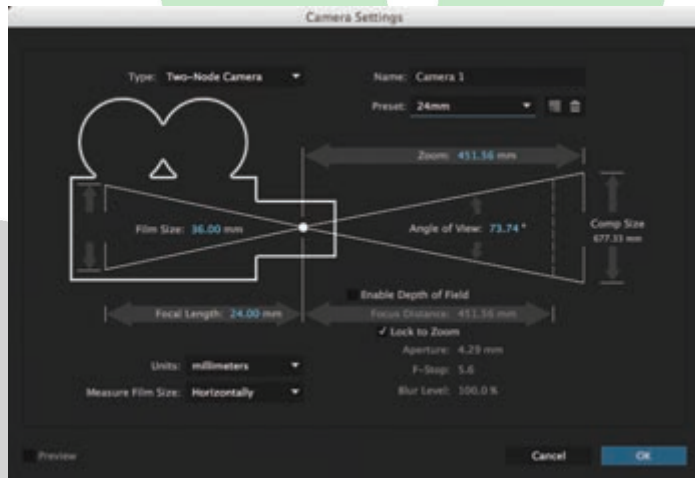 Camera Settings
Type: Two-Node Camera
Name: Camera 1
Preset: 24mm
Zoom: 451.56 mm
Film Size: 36.00 mm
Angle of View: 73.74 °
Comp Size
677.33 mm
Enable Depth of Field
Focal Length: 24.00 mm
Focus Distance: 451.56 mm
Lock to Zoom
Aperture: 4.29 mm
Units: millimeters
F-Stop: 5.6
Measure Film Size: Horizontally
Blur Level: 100.0 %
Preview
Cancel
OK